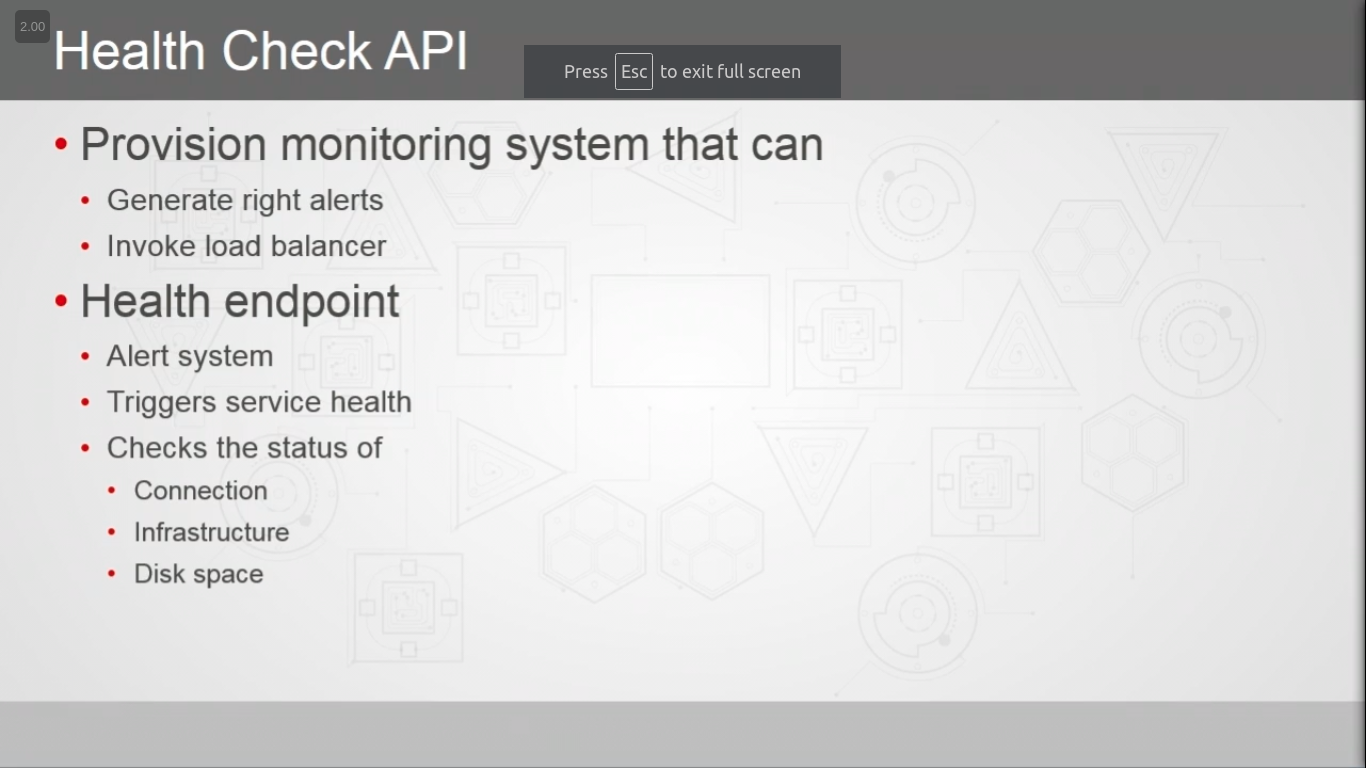 2.00
Health Check API
Press Esc to exit full screen
• Provision monitoring system that can
• Generate right alerts
• Invoke load balancer
• Health endpoint
• Alert system
• Triggers service health
• Checks the status of
• Connection
• Infrastructure
• Disk space